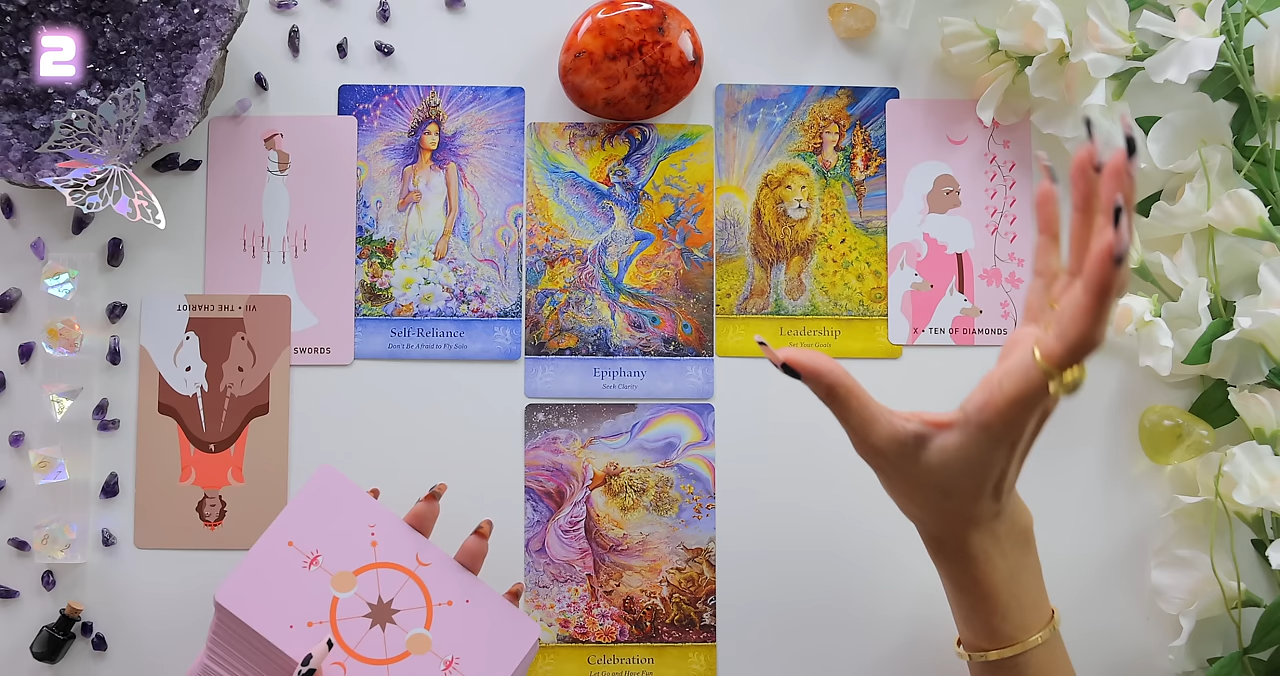 2
VII • THE CHARIOT
SWORDS
Self-Reliance
Don't Be Afraid to Fly Solo
Epiphany
Seek Clarity
Leadership
Set Your Goals
X • TEN OF DIAMONDS
Celebration
Let Go and Have Fun